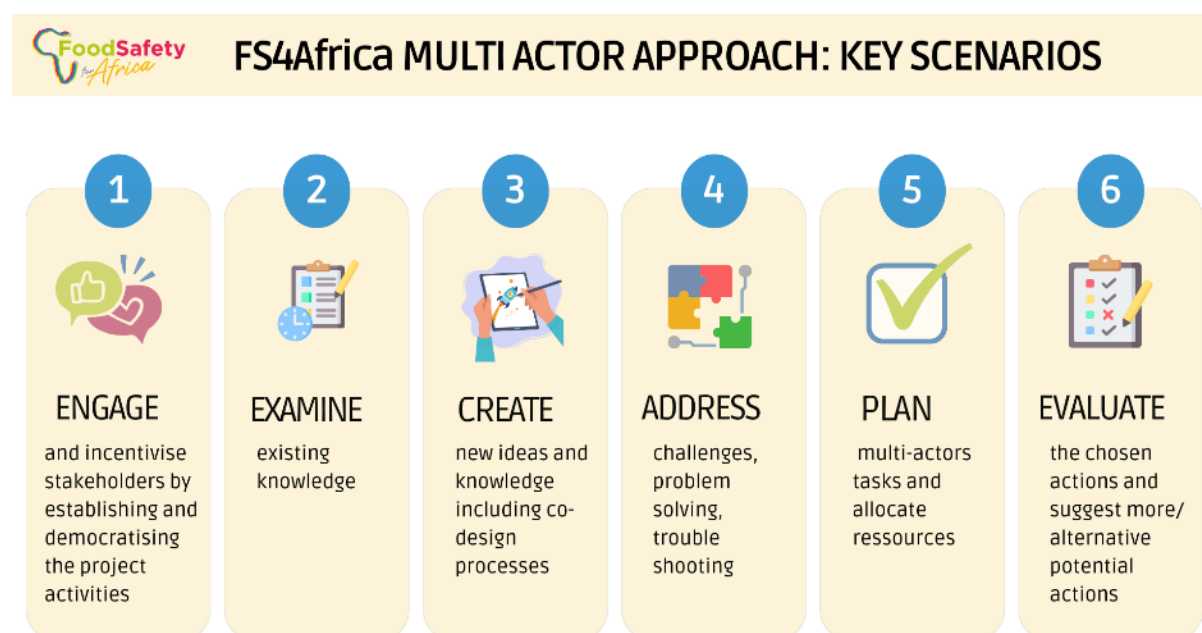 FoodSafety
for Africa
FS4Africa MULTI ACTOR APPROACH: KEY SCENARIOS
1
ENGAGE
and incentivise
stakeholders by
establishing and
democratising
the project
activities
2
EXAMINE
existing
knowledge
3
CREATE
new ideas and
knowledge
including co-
design
processes
4
ADDRESS
challenges,
problem
solving,
trouble
shooting
5
PLAN
multi-actors
tasks and
allocate
ressources
6
EVALUATE
the chosen
actions and
suggest more/
alternative
potential
actions